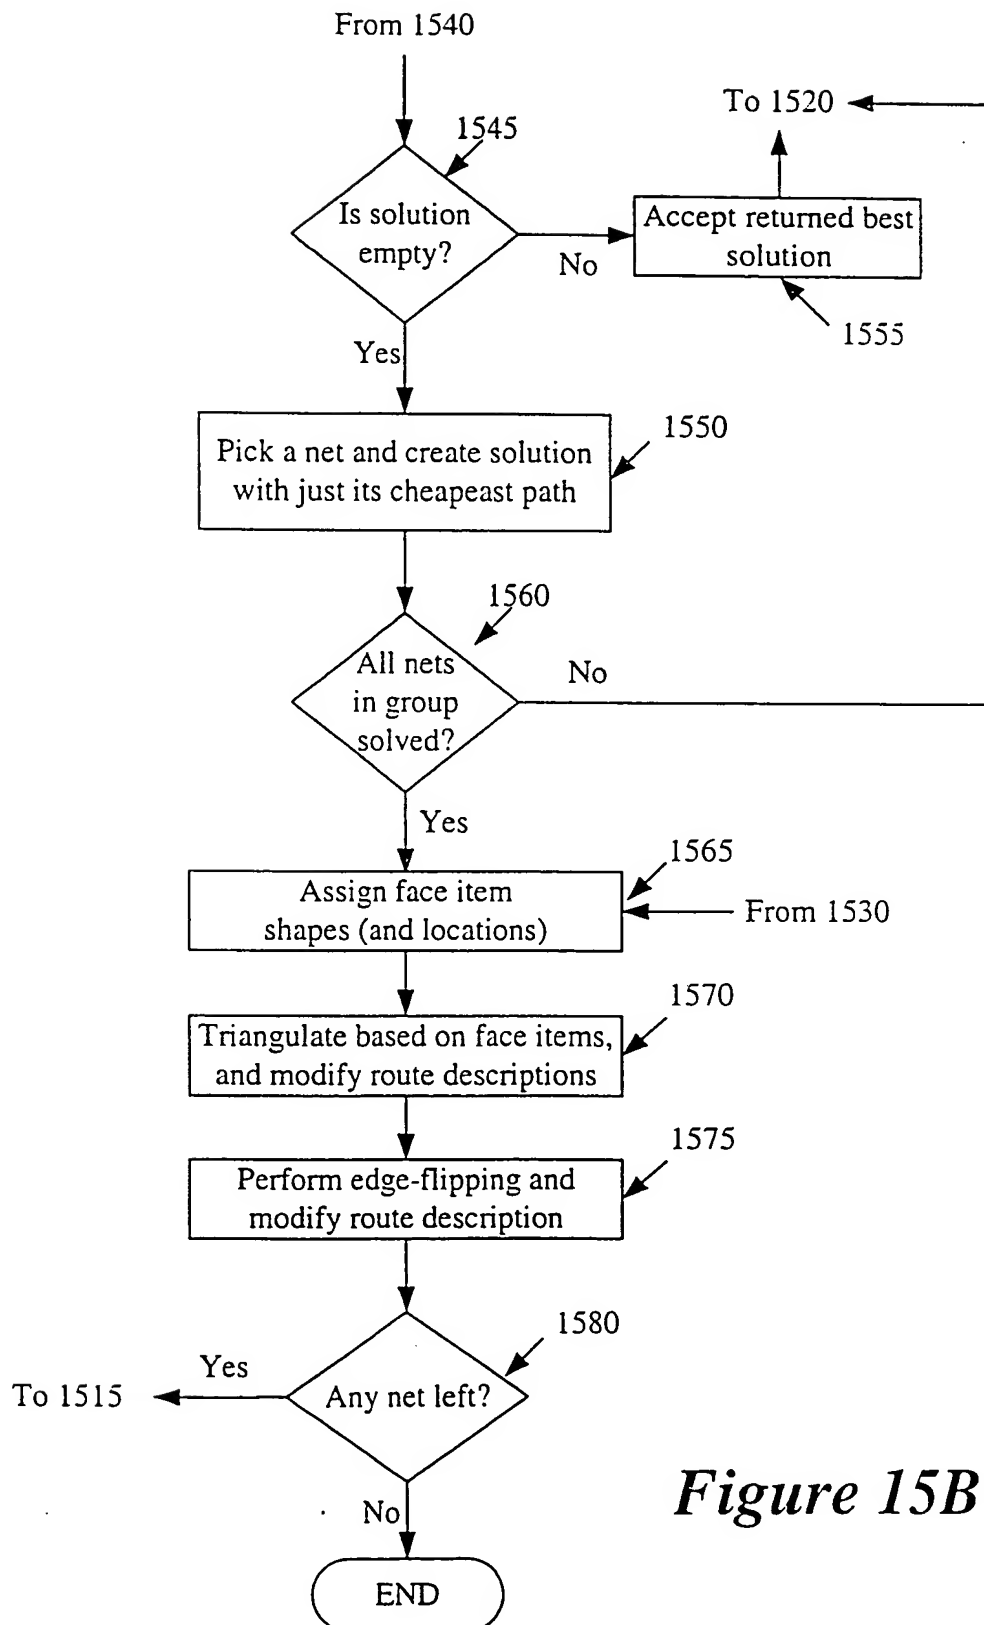 From 1540
To 1520
1545
Is solution
empty?
No
Accept returned best
solution
1555
Yes
1550
Pick a net and create solution
with just its cheapeast path
1560
All nets
in group
solved?
No
Yes
1565
Assign face item
shapes (and locations)
From 1530
1570
Triangulate based on face items,
and modify route descriptions
1575
Perform edge-flipping and
modify route description
1580
Yes
To 1515
Any net left?
No
Figure 15B
END